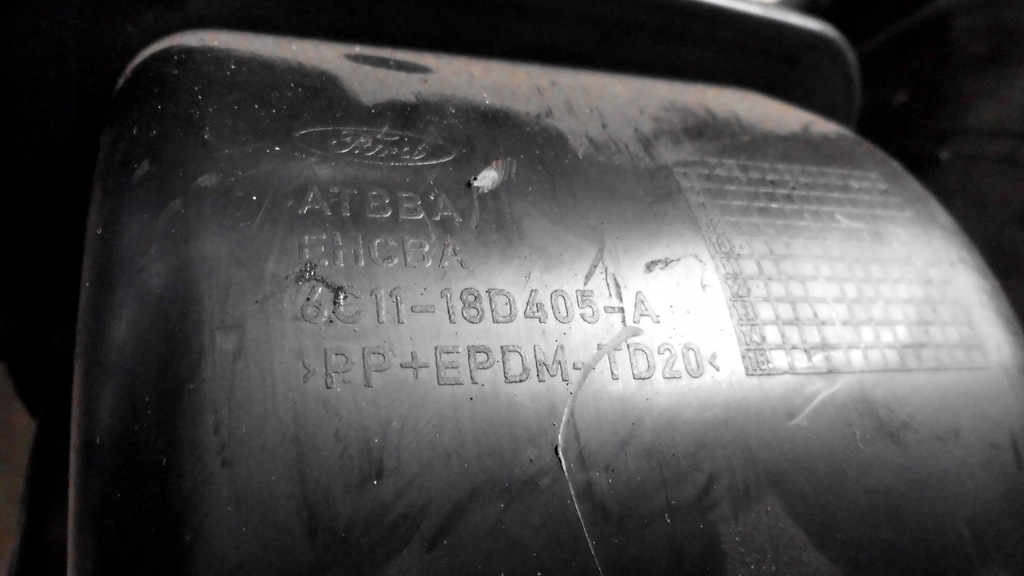 Ford
ATBBA
EHCBA
6C11-18D405-A
>PP+EPDM-TD20<